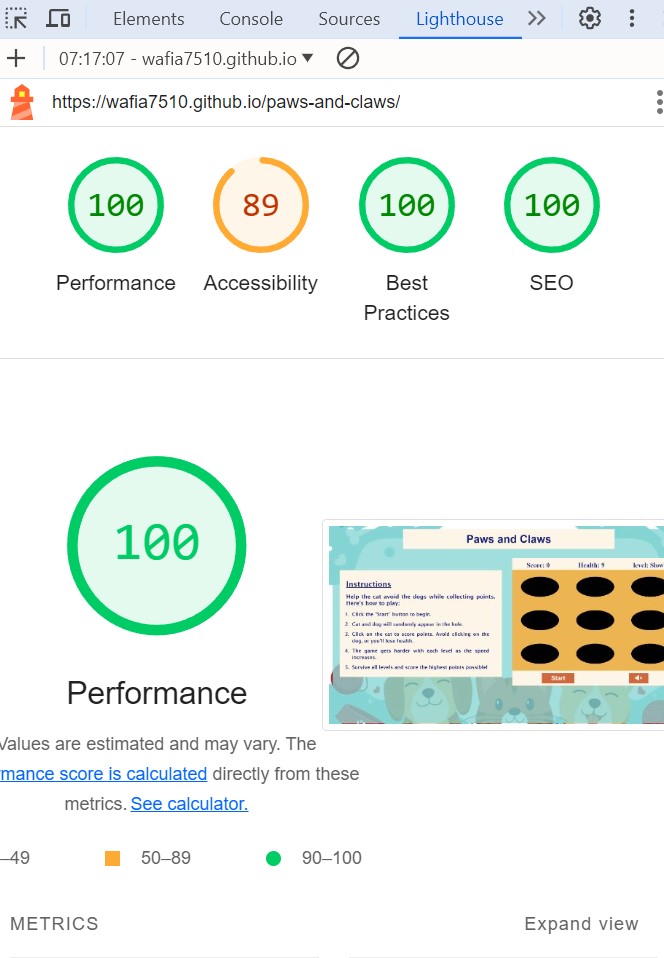 Elements Console Sources Lighthouse
07:17:07 - wafia7510.github.io
https://wafia7510.github.io/paws-and-claws/
100 89 100 100
Performance Accessibility Best Practices SEO
100
Paws and Claws
Score: 0 Health: 9 level: Slow
Instructions
Help the cat avoid the dogs while collecting points.
Here's how to play:
1. Click the "Start" button to begin.
2. Cat and dog will randomly appear in the hole.
3. Click on the cat to score points. Avoid clicking on the
dog, or you'll lose health.
4. The game gets harder with each level as the speed
increases.
5. Survive all levels and score the highest points possible!
Start
Performance
Values are estimated and may vary. The
rmance score is calculated directly from these
metrics. See calculator.
–49 50–89 90–100
METRICS Expand view